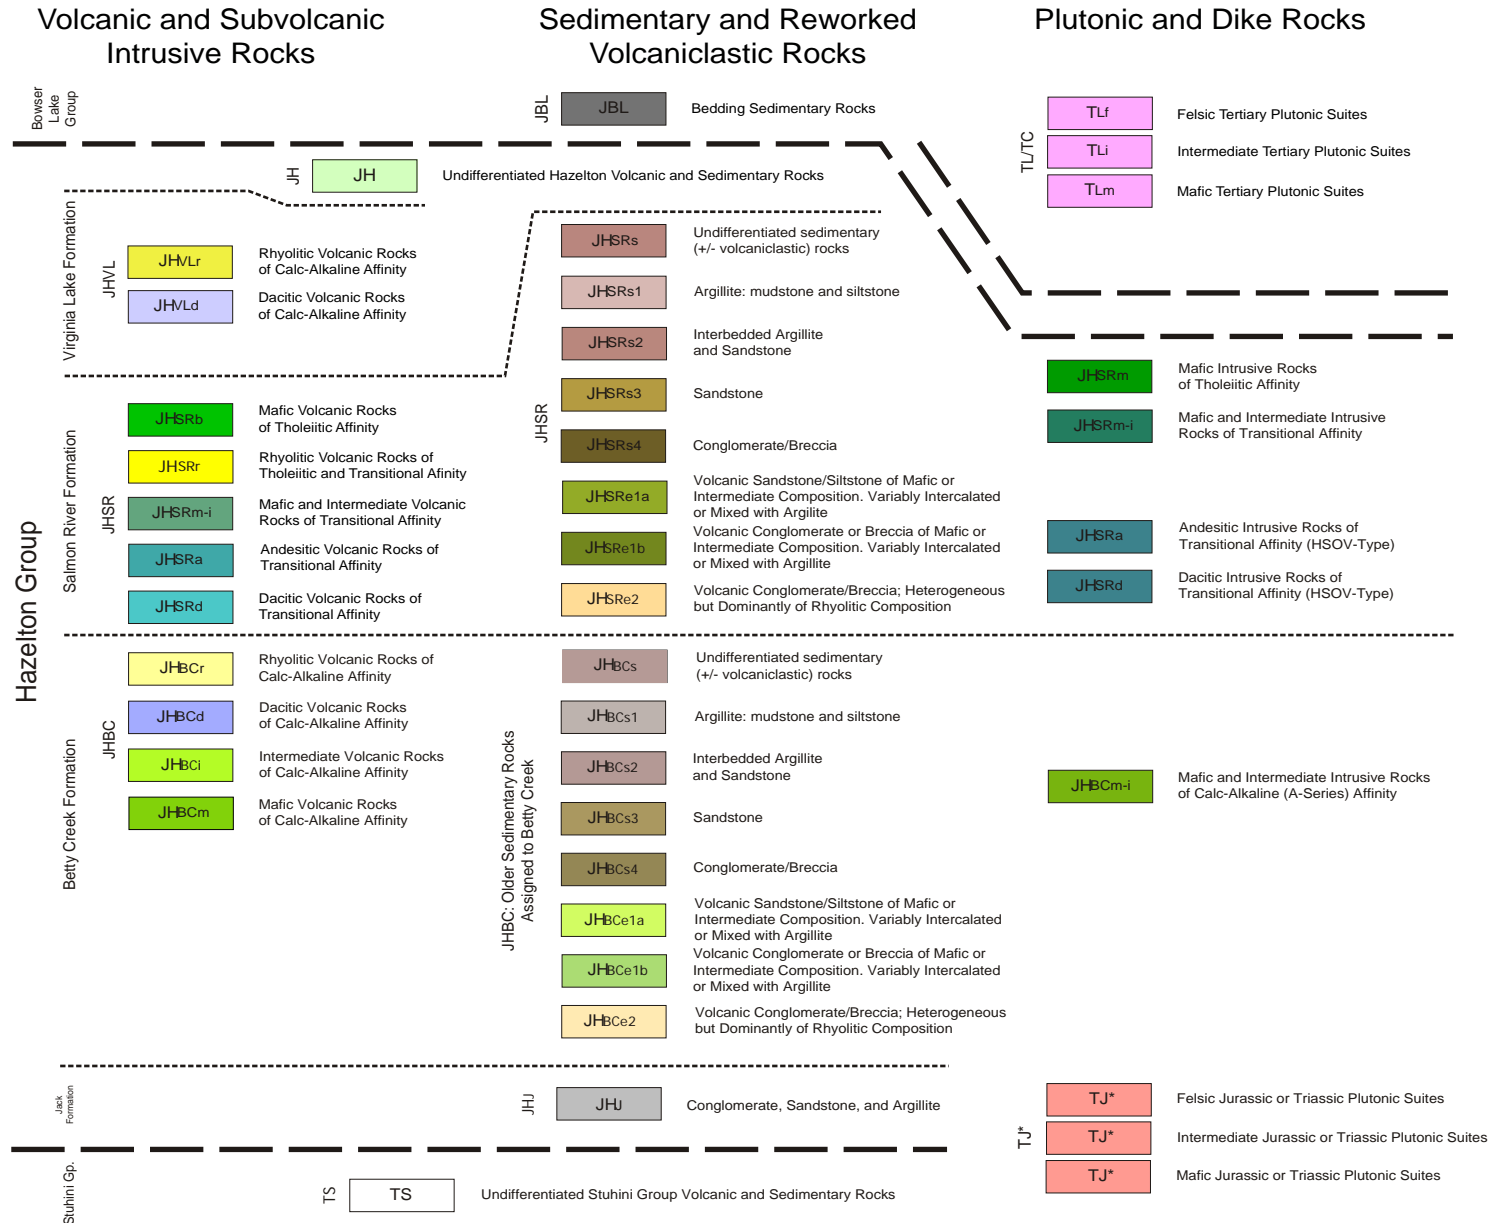 Volcanic and Subvolcanic
Intrusive Rocks
Sedimentary and Reworked
Volcaniclastic Rocks
Plutonic and Dike Rocks
Bowser
Lake
Group
JBL
JBL
Bedding Sedimentary Rocks
TL/TC
TLf
Felsic Tertiary Plutonic Suites
TLi
Intermediate Tertiary Plutonic Suites
TLm
Mafic Tertiary Plutonic Suites
Hazelton Group
JH
JH
Undifferentiated Hazelton Volcanic and Sedimentary Rocks
Virginia Lake Formation
JHVL
JHVLr
Rhyolitic Volcanic Rocks
of Calc-Alkaline Affinity
JHVLd
Dacitic Volcanic Rocks
of Calc-Alkaline Affinity
Salmon River Formation
JHSR
JHSRb
Mafic Volcanic Rocks
of Tholeiitic Affinity
JHSRr
Rhyolitic Volcanic Rocks of
Tholeiitic and Transitional Afinity
JHSRm-i
Mafic and Intermediate Volcanic
Rocks of Transitional Affinity
JHSRa
Andesitic Volcanic Rocks of
Transitional Affinity
JHSRd
Dacitic Volcanic Rocks of
Transitional Affinity
JHSR
JHSRs
Undifferentiated sedimentary
(+/- volcaniclastic) rocks
JHSRs1
Argillite: mudstone and siltstone
JHSRs2
Interbedded Argillite
and Sandstone
JHSRs3
Sandstone
JHSRs4
Conglomerate/Breccia
JHSRe1a
Volcanic Sandstone/Siltstone of Mafic or
Intermediate Composition. Variably Intercalated
or Mixed with Argilite
JHSRe1b
Volcanic Conglomerate or Breccia of Mafic or
Intermediate Composition. Variably Intercalated
or Mixed with Argillite
JHSRe2
Volcanic Conglomerate/Breccia; Heterogeneous
but Dominantly of Rhyolitic Composition
JHSRm
Mafic Intrusive Rocks
of Tholeiitic Affinity
JHSRm-i
Mafic and Intermediate Intrusive
Rocks of Transitional Affinity
JHSRa
Andesitic Intrusive Rocks of
Transitional Affinity (HSOV-Type)
JHSRd
Dacitic Intrusive Rocks of
Transitional Affinity (HSOV-Type)
Betty Creek Formation
JHBC
JHBCr
Rhyolitic Volcanic Rocks of
Calc-Alkaline Affinity
JHBCd
Dacitic Volcanic Rocks
of Calc-Alkaline Affinity
JHBCi
Intermediate Volcanic Rocks
of Calc-Alkaline Affinity
JHBCm
Mafic Volcanic Rocks
of Calc-Alkaline Affinity
JHBC: Older Sedimentary Rocks
Assigned to Betty Creek
JHBCs
Undifferentiated sedimentary
(+/- volcaniclastic) rocks
JHBCs1
Argillite: mudstone and siltstone
JHBCs2
Interbedded Argillite
and Sandstone
JHBCs3
Sandstone
JHBCs4
Conglomerate/Breccia
JHBCe1a
Volcanic Sandstone/Siltstone of Mafic or
Intermediate Composition. Variably Intercalated
or Mixed with Argillite
JHBCe1b
Volcanic Conglomerate or Breccia of Mafic or
Intermediate Composition. Variably Intercalated
or Mixed with Argillite
JHBCe2
Volcanic Conglomerate/Breccia; Heterogeneous
but Dominantly of Rhyolitic Composition
JHBCm-i
Mafic and Intermediate Intrusive Rocks
of Calc-Alkaline (A-Series) Affinity
Jack
Formation
JHJ
JHJ
Conglomerate, Sandstone, and Argillite
TJ*
TJ*
Felsic Jurassic or Triassic Plutonic Suites
TJ*
Intermediate Jurassic or Triassic Plutonic Suites
TJ*
Mafic Jurassic or Triassic Plutonic Suites
Stuhini Gp.
TS
TS
Undifferentiated Stuhini Group Volcanic and Sedimentary Rocks